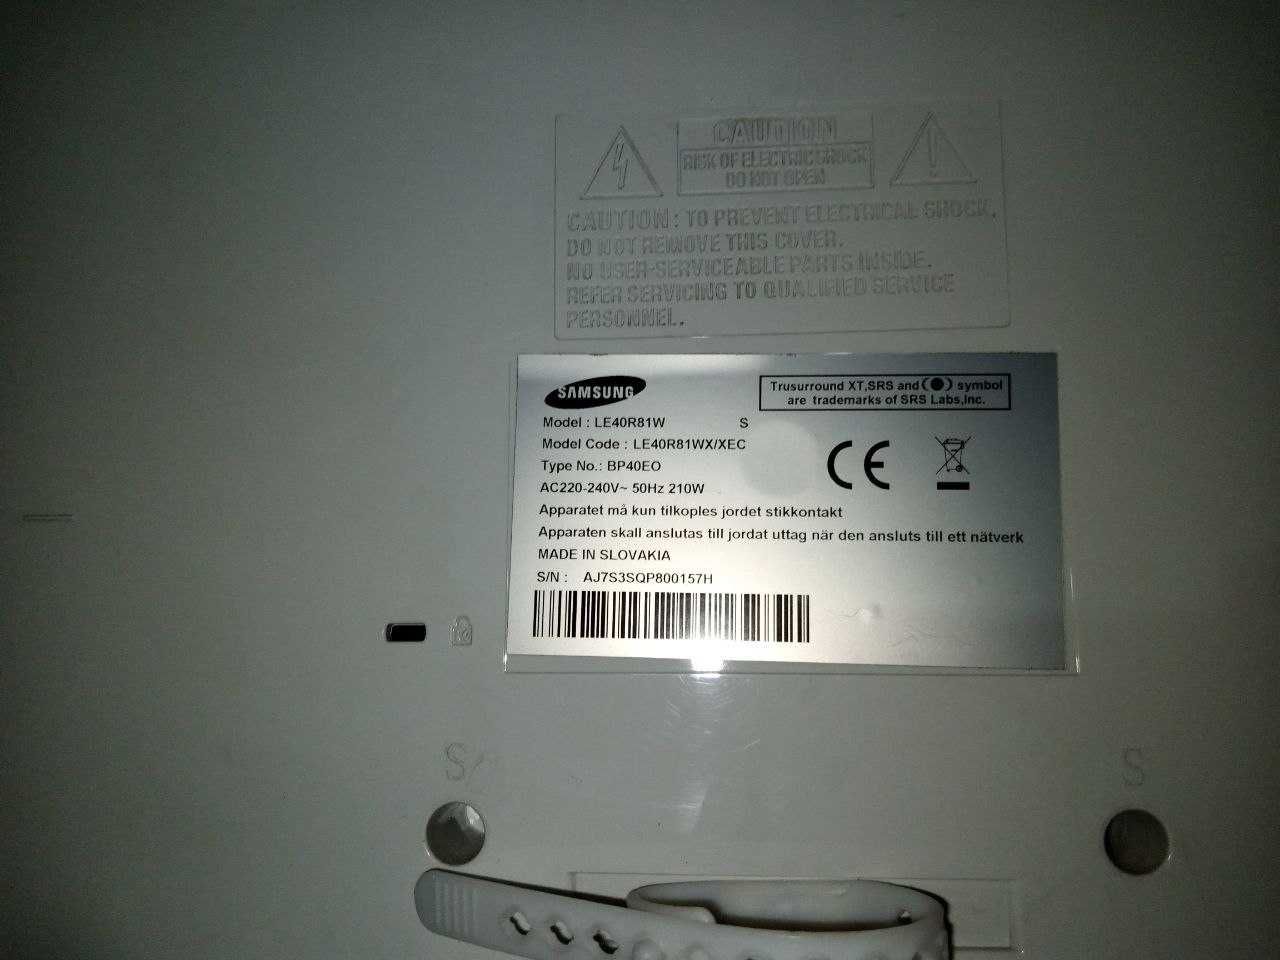 CAUTION
RISK OF ELECTRIC SHOCK
DO NOT OPEN
CAUTION: TO PREVENT ELECTRICAL SHOCK,
DO NOT REMOVE THIS COVER.
NO USER-SERVICEABLE PARTS INSIDE.
REFER SERVICING TO QUALIFIED SERVICE
PERSONNEL.
SAMSUNG
Trusurround XT,SRS and symbol
are trademarks of SRS Labs,Inc.
Model : LE40R81W S
Model Code : LE40R81WX/XEC
Type No.: BP40EO
AC220-240V~ 50Hz 210W
Apparatet må kun tilkoples jordet stikkontakt
Apparaten skall anslutas till jordat uttag när den ansluts till ett nätverk
MADE IN SLOVAKIA
S/N : AJ7S3SQP800157H
CE
S
S